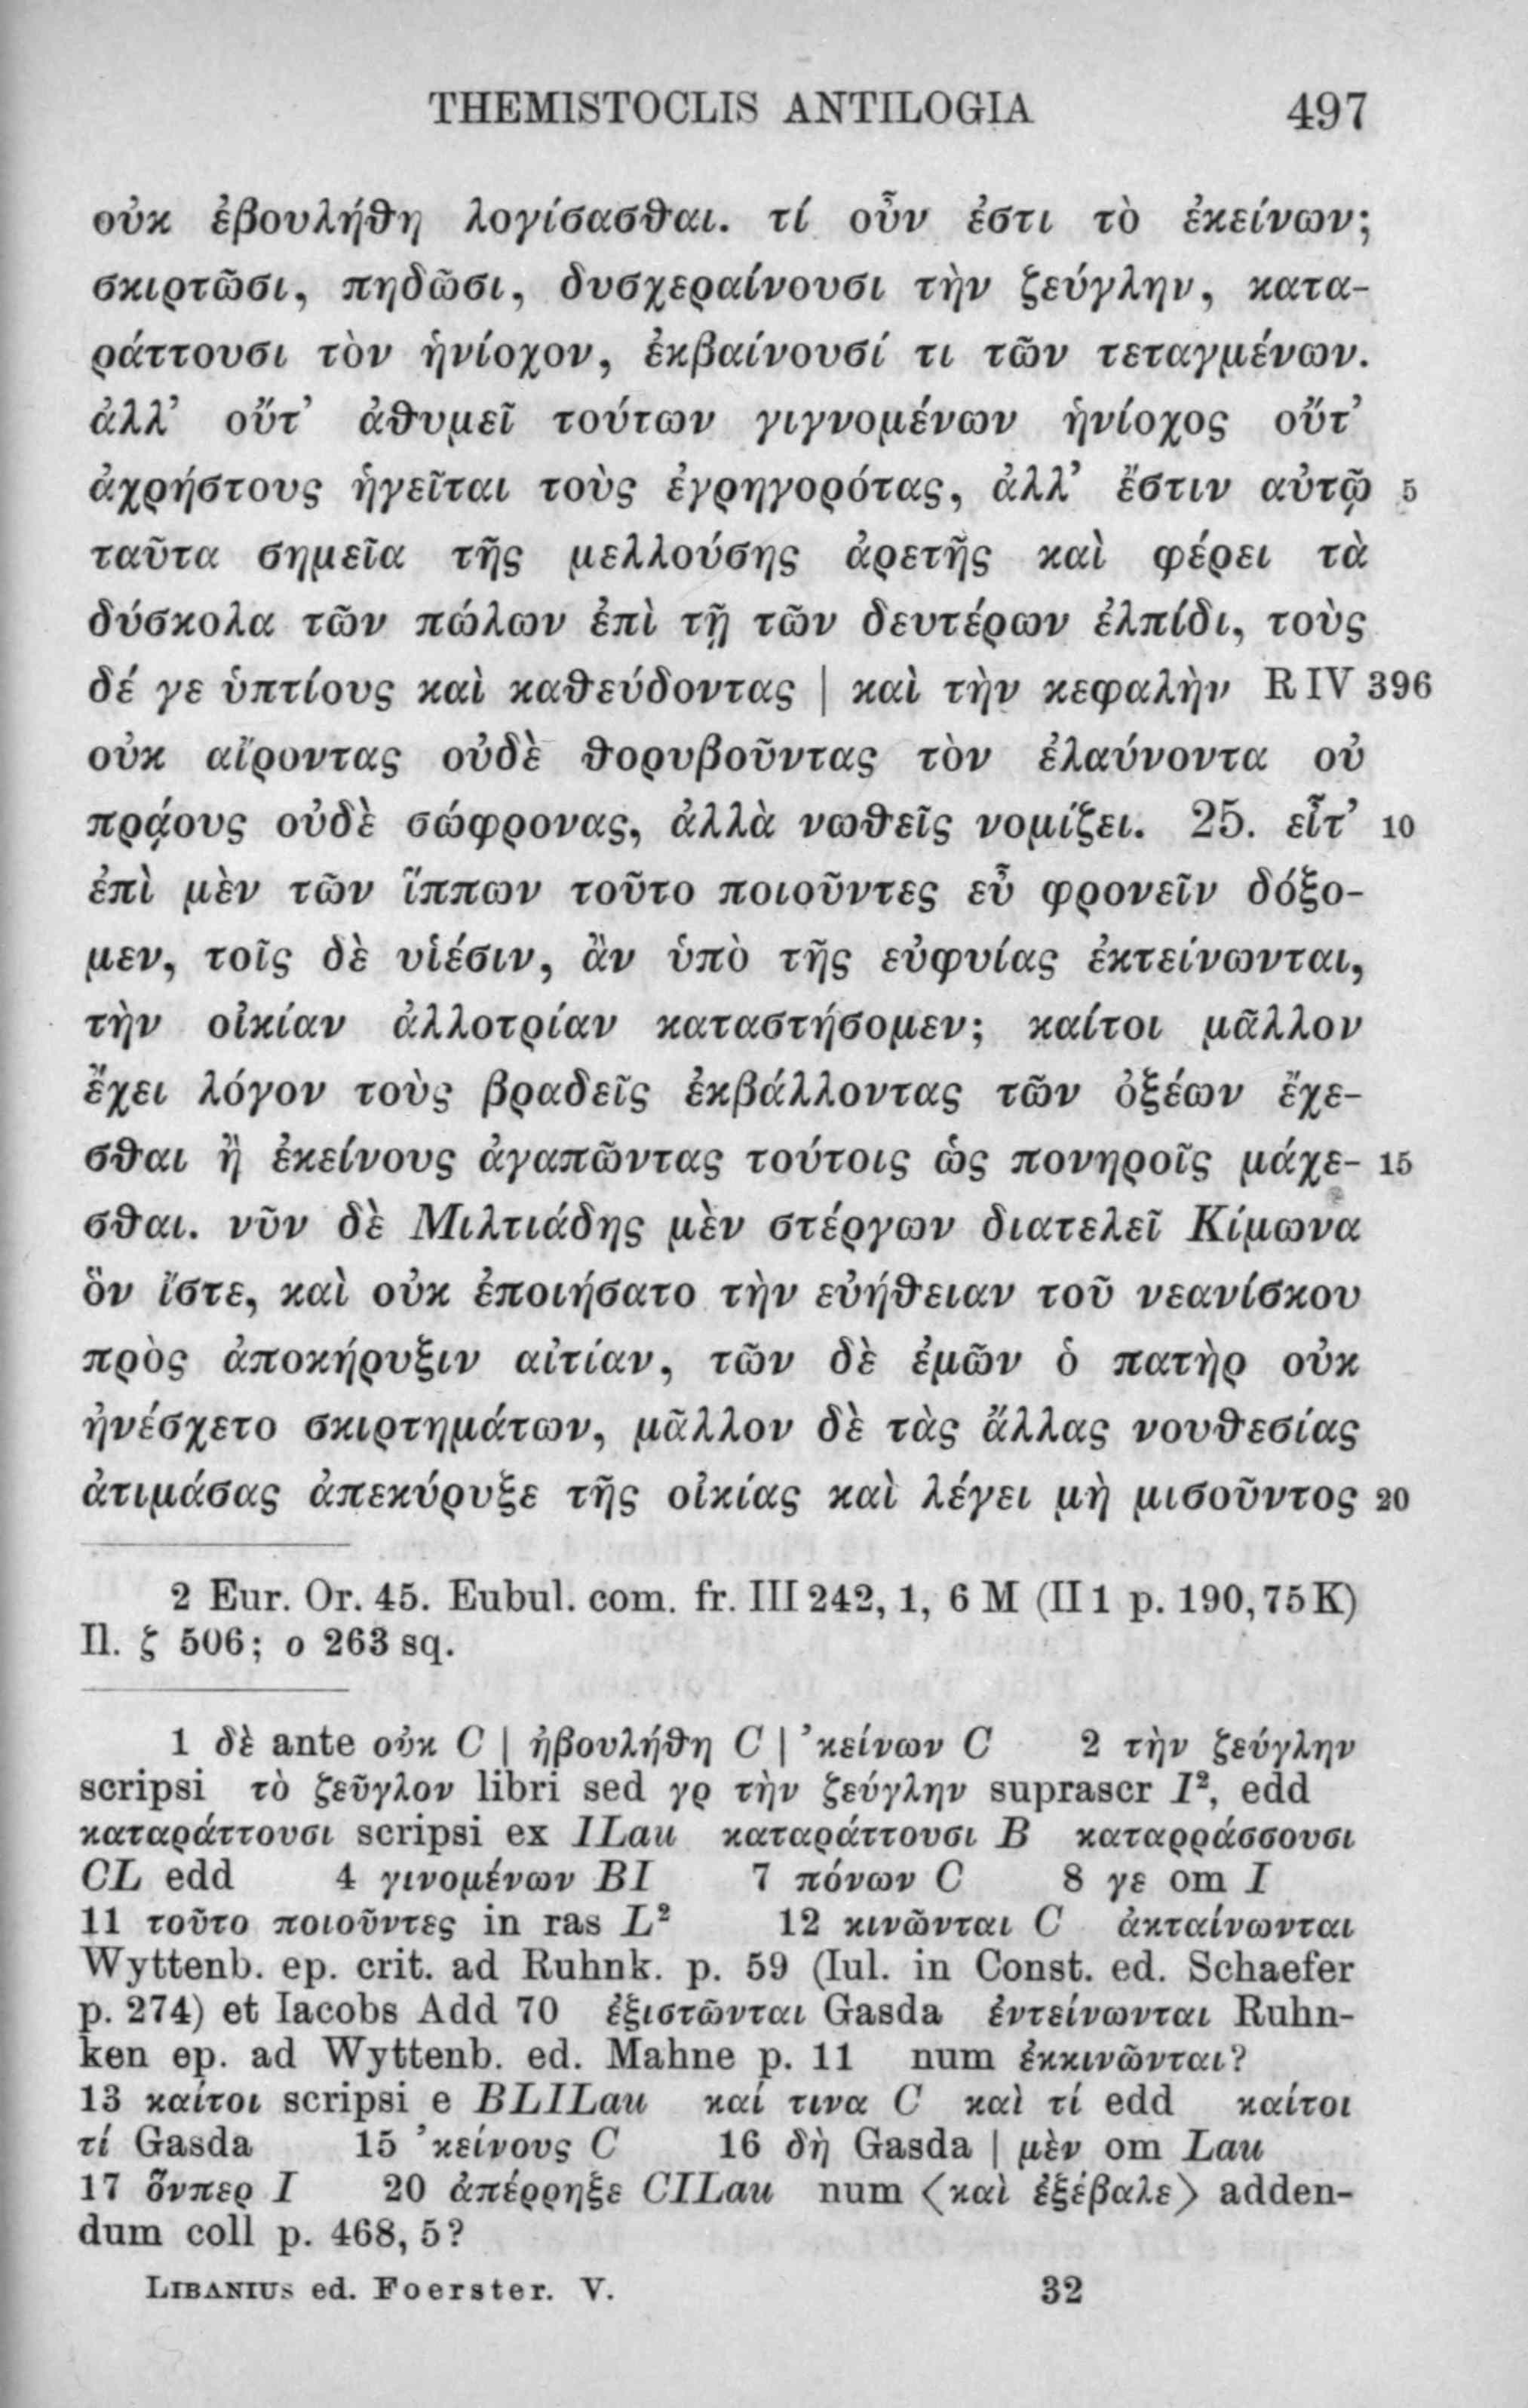 THEMISTOCLIS ANTILOGIA 497
οὐκ ἐβουλήθη λογίσασθαι. τί οὖν ἐστι τὸ ἐκείνων;
σκιρτῶσι, πηδῶσι, δυσχεραίνουσι τὴν ζεύγλην, κατα-
ράττουσι τὸν ἡνίοχον, ἐκβαίνουσί τι τῶν τεταγμένων.
ἀλλ’ οὔτ’ ἀθυμεῖ τούτων γιγνομένων ἡνίοχος οὔτ’
ἀχρήστους ἡγεῖται τοὺς ἐγρηγορότας, ἀλλ’ ἔστιν αὐτῷ 5
ταῦτα σημεῖα τῆς μελλούσης ἀρετῆς καὶ φέρει τὰ
δύσκολα τῶν πώλων ἐπὶ τῇ τῶν δευτέρων ἐλπίδι, τοὺς
δέ γε ὑπτίους καὶ καθεύδοντας | καὶ τὴν κεφαλὴν R IV 396
οὐκ αἴροντας οὐδὲ θορυβοῦντας τὸν ἐλαύνοντα οὐ
πρᾴους οὐδὲ σώφρονας, ἀλλὰ νωθεῖς νομίζει. 25. εἶτ’ 10
ἐπὶ μὲν τῶν ἵππων τοῦτο ποιοῦντες εὖ φρονεῖν δόξο-
μεν, τοῖς δὲ υἱέσιν, ἂν ὑπὸ τῆς εὐφυίας ἐκτείνωνται,
τὴν οἰκίαν ἀλλοτρίαν καταστήσομεν; καίτοι μᾶλλον
ἔχει λόγον τοὺς βραδεῖς ἐκβάλλοντας τῶν ὀξέων ἔχε-
σθαι ἢ ἐκείνους ἀγαπῶντας τούτοις ὡς πονηροῖς μάχε- 15
σθαι. νῦν δὲ Μιλτιάδης μὲν στέργων διατελεῖ Κίμωνα
ὃν ἴστε, καὶ οὐκ ἐποιήσατο τὴν εὐήθειαν τοῦ νεανίσκου
πρὸς ἀποκήρυξιν αἰτίαν, τῶν δὲ ἐμῶν ὁ πατὴρ οὐκ
ἠνέσχετο σκιρτημάτων, μᾶλλον δὲ τὰς ἄλλας νουθεσίας
ἀτιμάσας ἀπεκύρυξε τῆς οἰκίας καὶ λέγει μὴ μισοῦντος 20
2 Eur. Or. 45. Eubul. com. fr. III 242, 1, 6 M (II 1 p. 190, 75 K)
Il. ζ 506; ο 263 sq.
1 δὲ ante οὐκ C | ἠβουλήθη C | ’κείνων C 2 τὴν ζεύγλην
scripsi τὸ ζεῦγλον libri sed γρ τὴν ζεύγλην suprascr I², edd
καταράττουσι scripsi ex ILau καταράττουσι B καταρράσσουσι
CL edd 4 γινομένων BI 7 πόνων C 8 γε om I
11 τοῦτο ποιοῦντες in ras L² 12 κινῶνται C ἀκταίνωνται
Wyttenb. ep. crit. ad Ruhnk. p. 59 (Iul. in Const. ed. Schaefer
p. 274) et Iacobs Add 70 ἐξιστῶνται Gasda ἐντείνωνται Ruhn-
ken ep. ad Wyttenb. ed. Mahne p. 11 num ἐκκινῶνται?
13 καίτοι scripsi e BLILau καί τινα C καὶ τί edd καίτοι
τί Gasda 15 ’κείνους C 16 δὴ Gasda | μὲν om Lau
17 ὅνπερ I 20 ἀπέρρηξε CILau num ⟨καὶ ἐξέβαλε⟩ adden-
dum coll p. 468, 5?
LIBANIUS ed. Foerster. V. 32